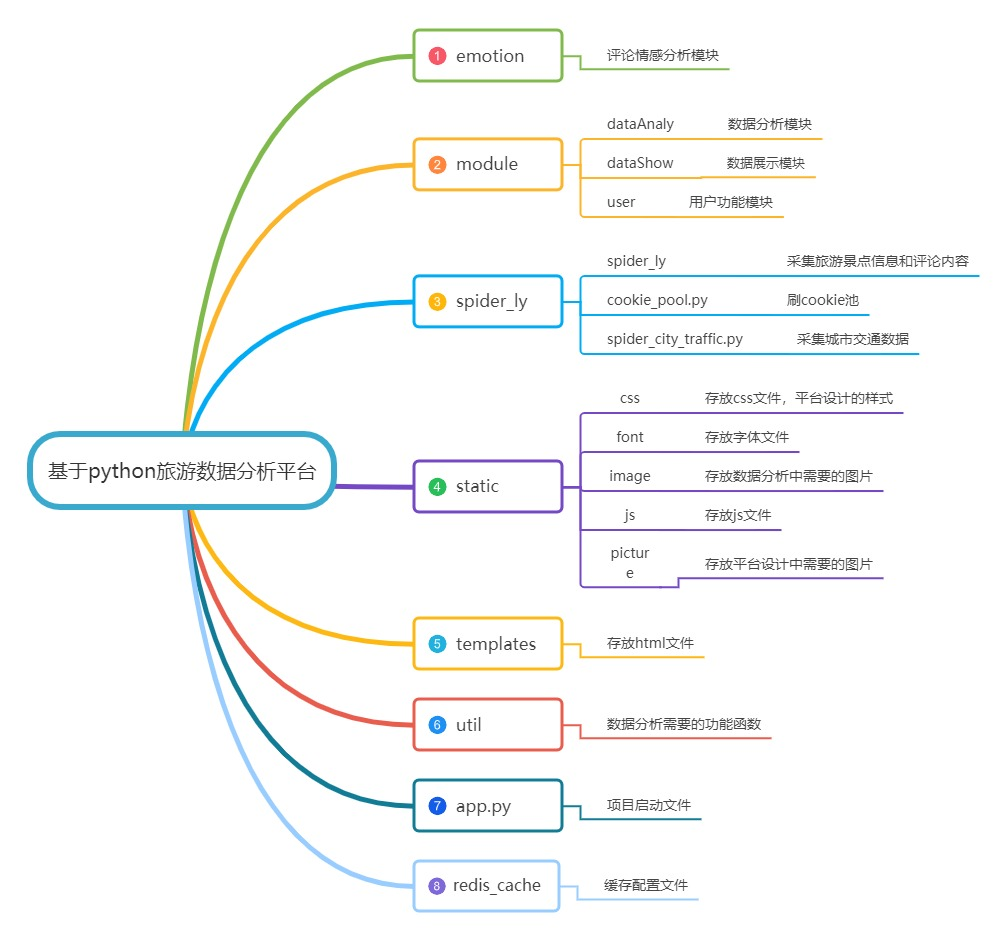 基于python旅游数据分析平台
1 emotion
评论情感分析模块
2 module
dataAnaly 数据分析模块
dataShow 数据展示模块
user 用户功能模块
3 spider_ly
spider_ly 采集旅游景点信息和评论内容
cookie_pool.py 刷cookie池
spider_city_traffic.py 采集城市交通数据
4 static
css 存放css文件，平台设计的样式
font 存放字体文件
image 存放数据分析中需要的图片
js 存放js文件
pictur
e
存放平台设计中需要的图片
5 templates
存放html文件
6 util
数据分析需要的功能函数
7 app.py
项目启动文件
8 redis_cache
缓存配置文件